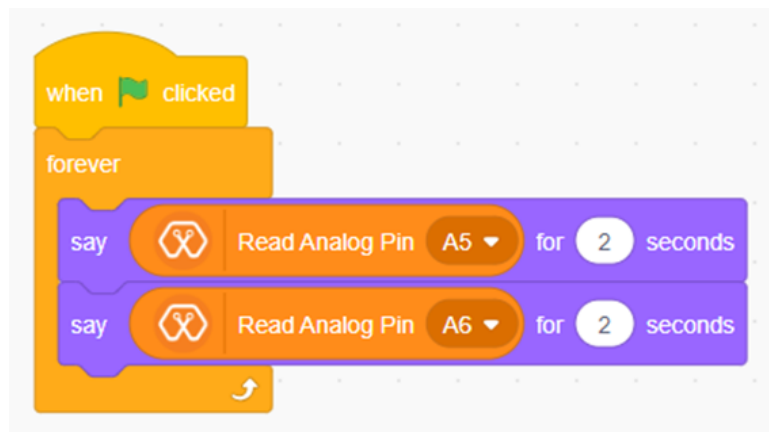 when clicked
forever
say Read Analog Pin A5 for 2 seconds
say Read Analog Pin A6 for 2 seconds